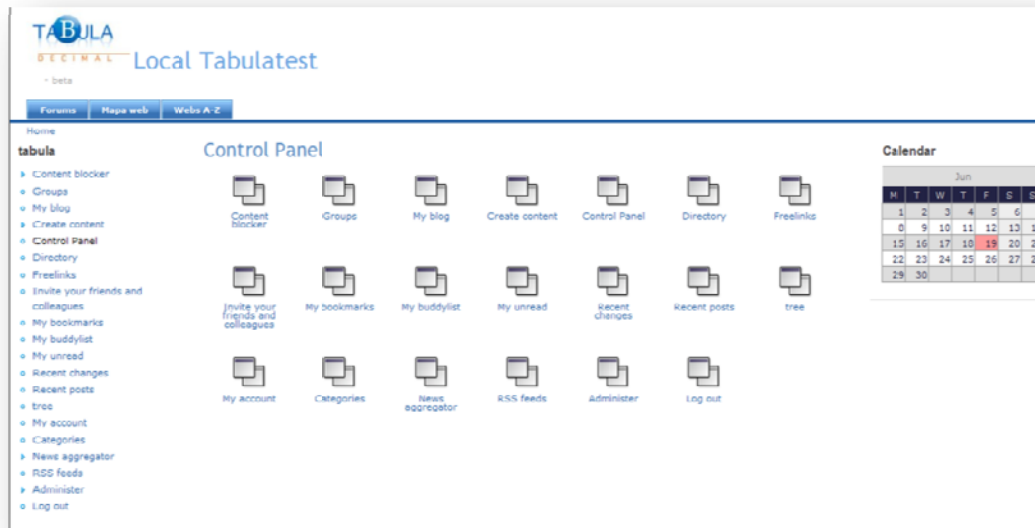 TABULA
DECIMAL
Local Tabulatest
- beta
Forums Mapa web Webs A-Z
Home
tabula
Content blocker
Groups
My blog
Create content
Control Panel
Directory
Freelinks
Invite your friends and
colleagues
My bookmarks
My buddylist
My unread
Recent changes
Recent posts
tree
My account
Categories
News aggregator
RSS feeds
Administer
Log out
Control Panel
Content
blocker
Groups
My blog
Create content
Control Panel
Directory
Freelinks
Invite your
friends and
colleagues
My bookmarks
My buddylist
My unread
Recent
changes
Recent posts
tree
My account
Categories
News
aggregator
RSS feeds
Administer
Log out
Calendar
Jun
M T W T F S S
1 2 3 4 5 6
8 9 10 11 12 13
15 16 17 18 19 20
22 23 24 25 26 27
29 30